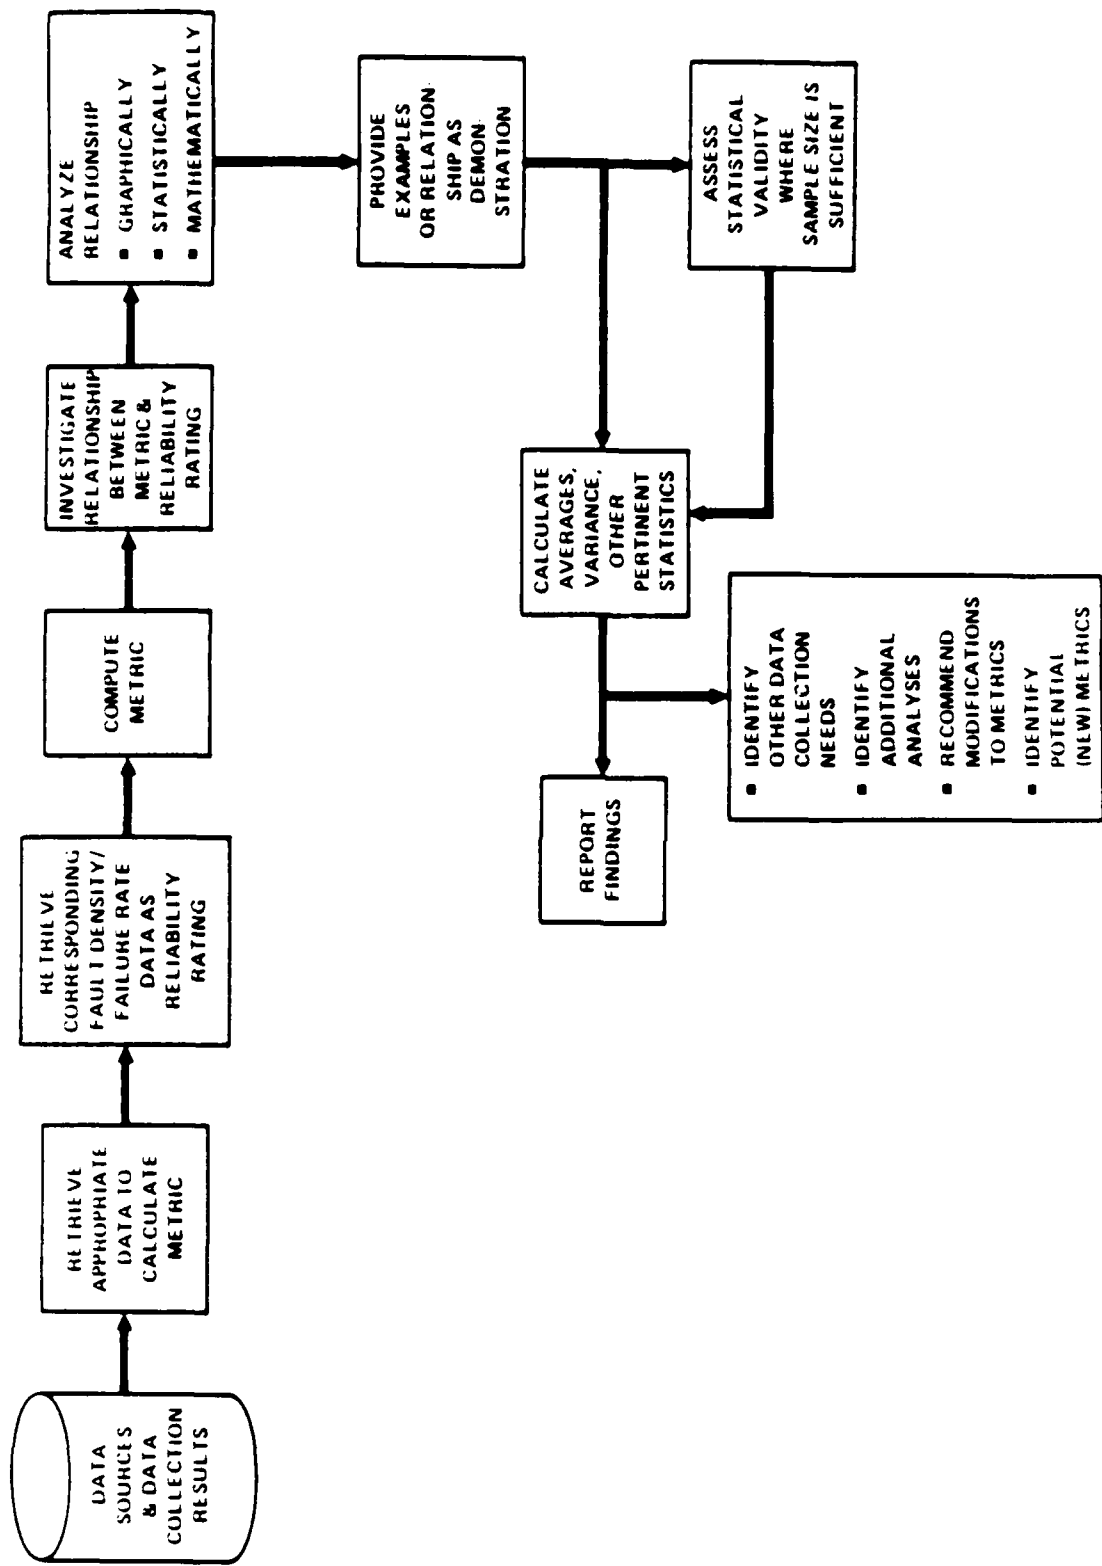 DATA
SOURCES
& DATA
COLLECTION
RESULTS
RETRIEVE
APPROPRIATE
DATA TO
CALCULATE
METRIC
RETRIEVE
CORRESPONDING
FAULT DENSITY/
FAILURE RATE
DATA AS
RELIABILITY
RATING
COMPUTE
METRIC
INVESTIGATE
RELATIONSHIP
BETWEEN
METRIC &
RELIABILITY
RATING
ANALYZE
RELATIONSHIP
■ GRAPHICALLY
■ STATISTICALLY
■ MATHEMATICALLY
PROVIDE
EXAMPLES
OR RELATION
SHIP AS
DEMON
STRATION
ASSESS
STATISTICAL
VALIDITY
WHERE
SAMPLE SIZE IS
SUFFICIENT
CALCULATE
AVERAGES,
VARIANCE,
OTHER
PERTINENT
STATISTICS
REPORT
FINDINGS
■ IDENTIFY
OTHER DATA
COLLECTION
NEEDS
■ IDENTIFY
ADDITIONAL
ANALYSES
■ RECOMMEND
MODIFICATIONS
TO METRICS
■ IDENTIFY
POTENTIAL
(NEW) METRICS